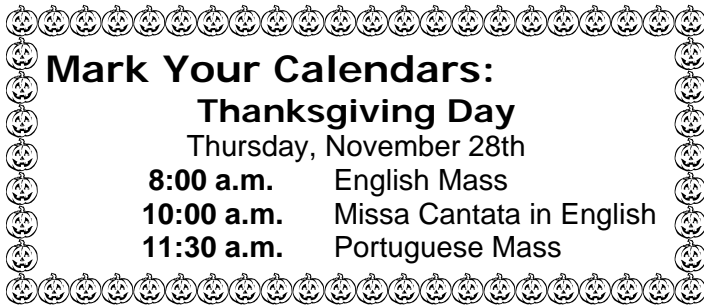 Mark Your Calendars:
Thanksgiving Day
Thursday, November 28th
8:00 a.m. English Mass
10:00 a.m. Missa Cantata in English
11:30 a.m. Portuguese Mass